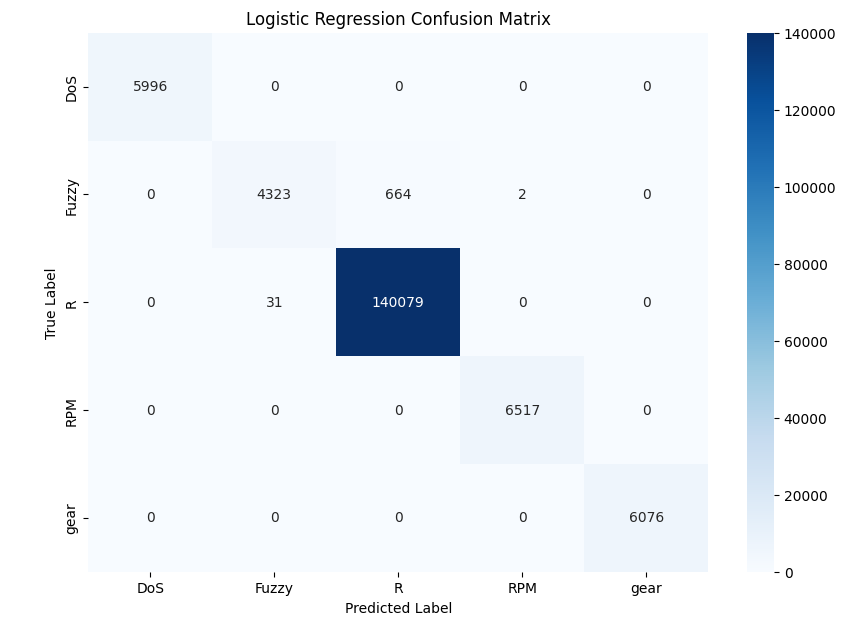 Logistic Regression Confusion Matrix
True Label
DoS 5996 0 0 0 0
Fuzzy 0 4323 664 2 0
R 0 31 140079 0 0
RPM 0 0 0 6517 0
gear 0 0 0 0 6076
DoS Fuzzy R RPM gear
Predicted Label
140000
120000
100000
80000
60000
40000
20000
0